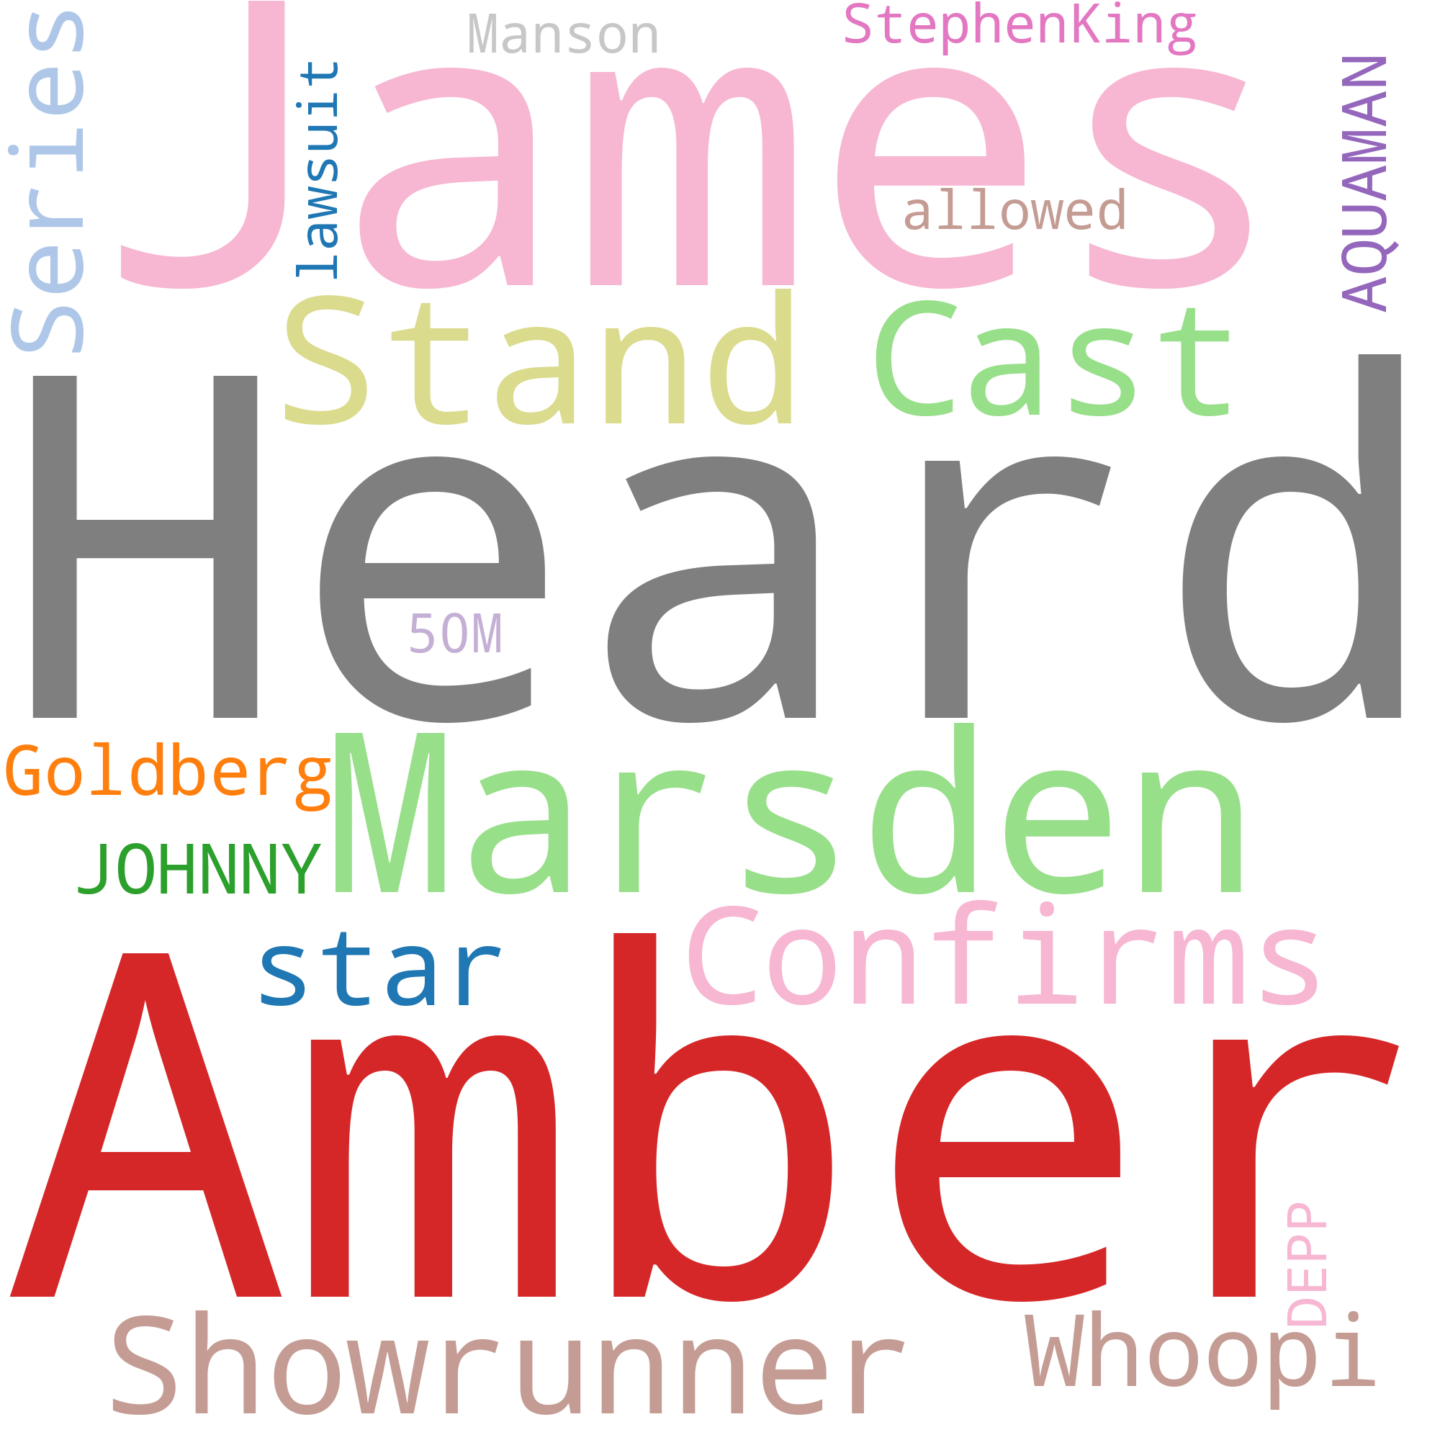 Manson
StephenKing
Series
lawsuit
James
allowed
AQUAMAN
Stand
Cast
Heard
50M
Goldberg
Marsden
JOHNNY
star
Confirms
Amber
DEPP
Showrunner
Whoopi